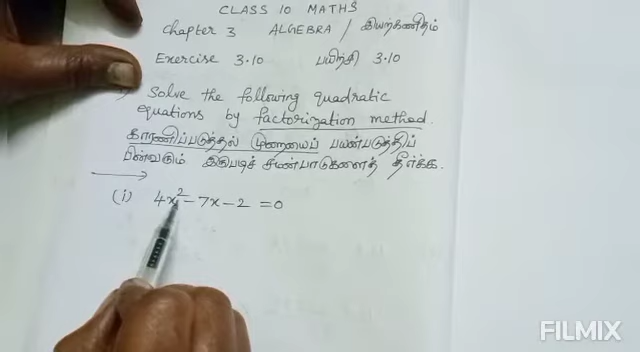 CLASS 10 MATHS
Chapter 3 ALGEBRA / இயற்கணிதம்
Exercise 3.10 பயிற்சி 3.10
Solve the following quadratic
equations by factorization method.
காரணிப்படுத்தல் முறையைப் பயன்படுத்திப்
பின்வரும் இருபடிச் சமன்பாடுகளைத் தீர்க்க.
(i) 4x² - 7x - 2 = 0
FILMIX